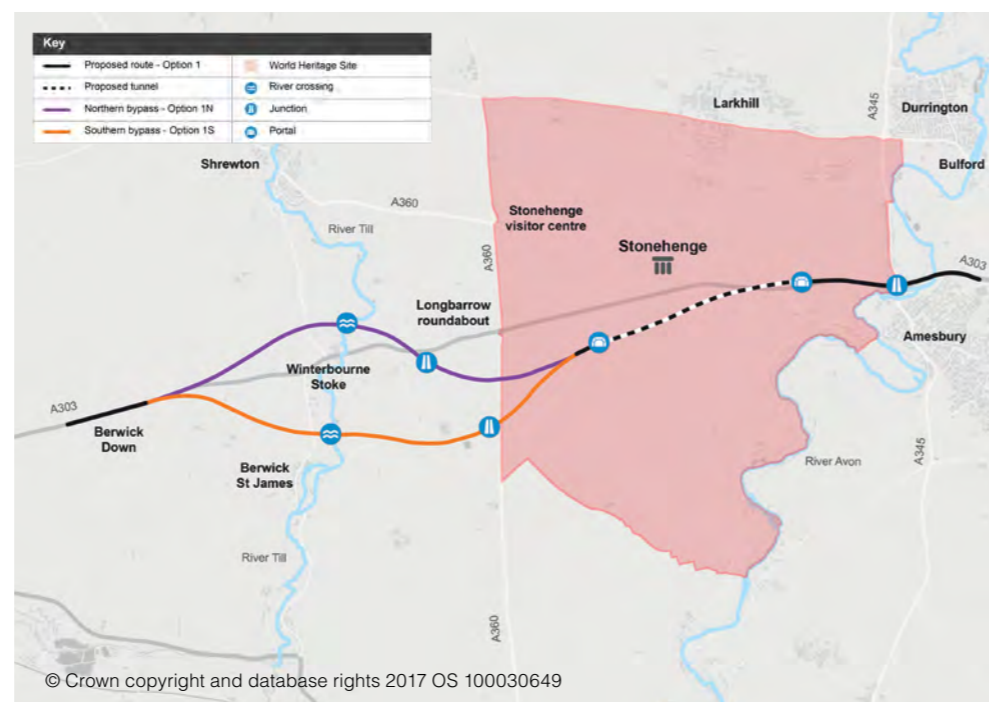 Key
Proposed route - Option 1
World Heritage Site
Proposed tunnel
River crossing
Northern bypass - Option 1N
Junction
Southern bypass - Option 1S
Portal
Larkhill
A345
Durrington
Bulford
Shrewton
A360
River Till
Stonehenge
visitor centre
A360
Stonehenge
A303
Longbarrow
roundabout
Amesbury
Winterbourne
Stoke
A303
Berwick
Down
Berwick
St James
River Avon
A345
River Till
A360
© Crown copyright and database rights 2017 OS 100030649